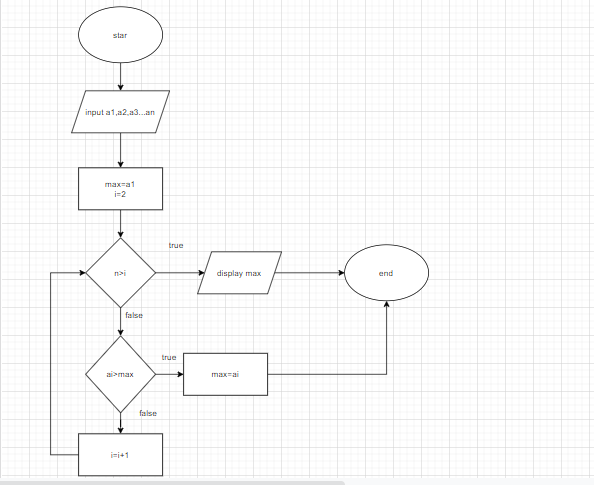 star
input a1,a2,a3...an
max=a1
i=2
true
n>i
display max
end
false
true
ai>max
max=ai
false
i=i+1